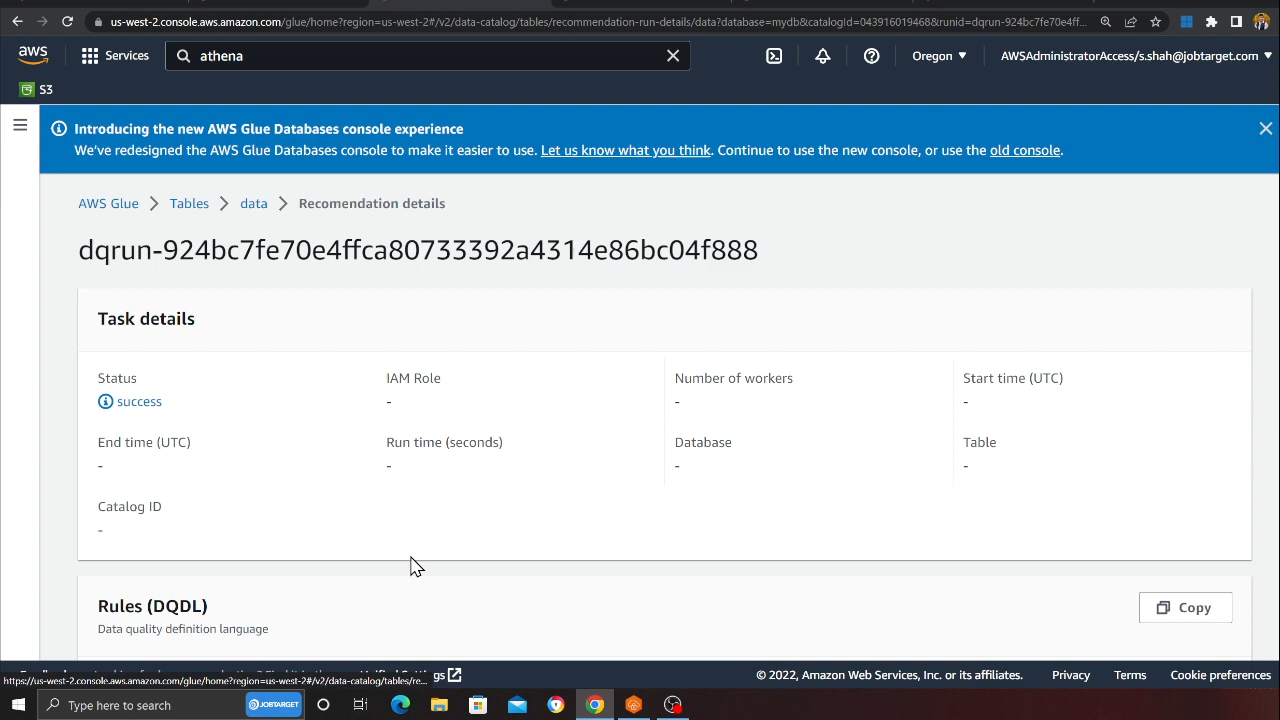 us-west-2.console.aws.amazon.com/glue/home?region=us-west-2#/v2/data-catalog/tables/recommendation-run-details/data?database=mydb&catalogId=043916019468&runid=dqrun-924bc7fe70e4ff...
aws
Services
athena
Oregon
AWSAdministratorAccess/s.shah@jobtarget.com
S3
Introducing the new AWS Glue Databases console experience
We've redesigned the AWS Glue Databases console to make it easier to use. Let us know what you think. Continue to use the new console, or use the old console.
AWS Glue > Tables > data > Recomendation details
dqrun-924bc7fe70e4ffca80733392a4314e86bc04f888
Task details
Status
IAM Role
Number of workers
Start time (UTC)
success
-
-
-
End time (UTC)
Run time (seconds)
Database
Table
-
-
-
-
Catalog ID
-
Rules (DQDL)
Copy
Data quality definition language
© 2022, Amazon Web Services, Inc. or its affiliates.
Privacy
Terms
Cookie preferences
https://us-west-2.console.aws.amazon.com/glue/home?region=us-west-2#/v2/data-catalog/tables/re...
Type here to search
JOBTARGET